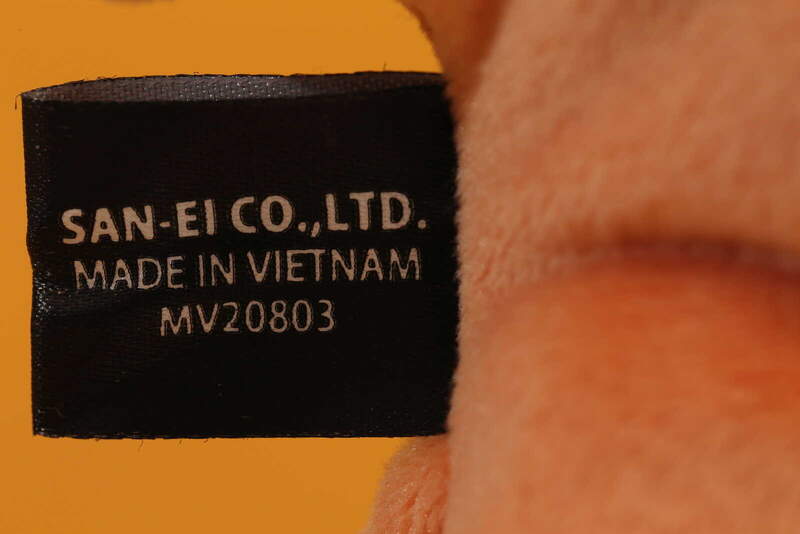 SAN-EI CO.,LTD.
MADE IN VIETNAM
MV20803